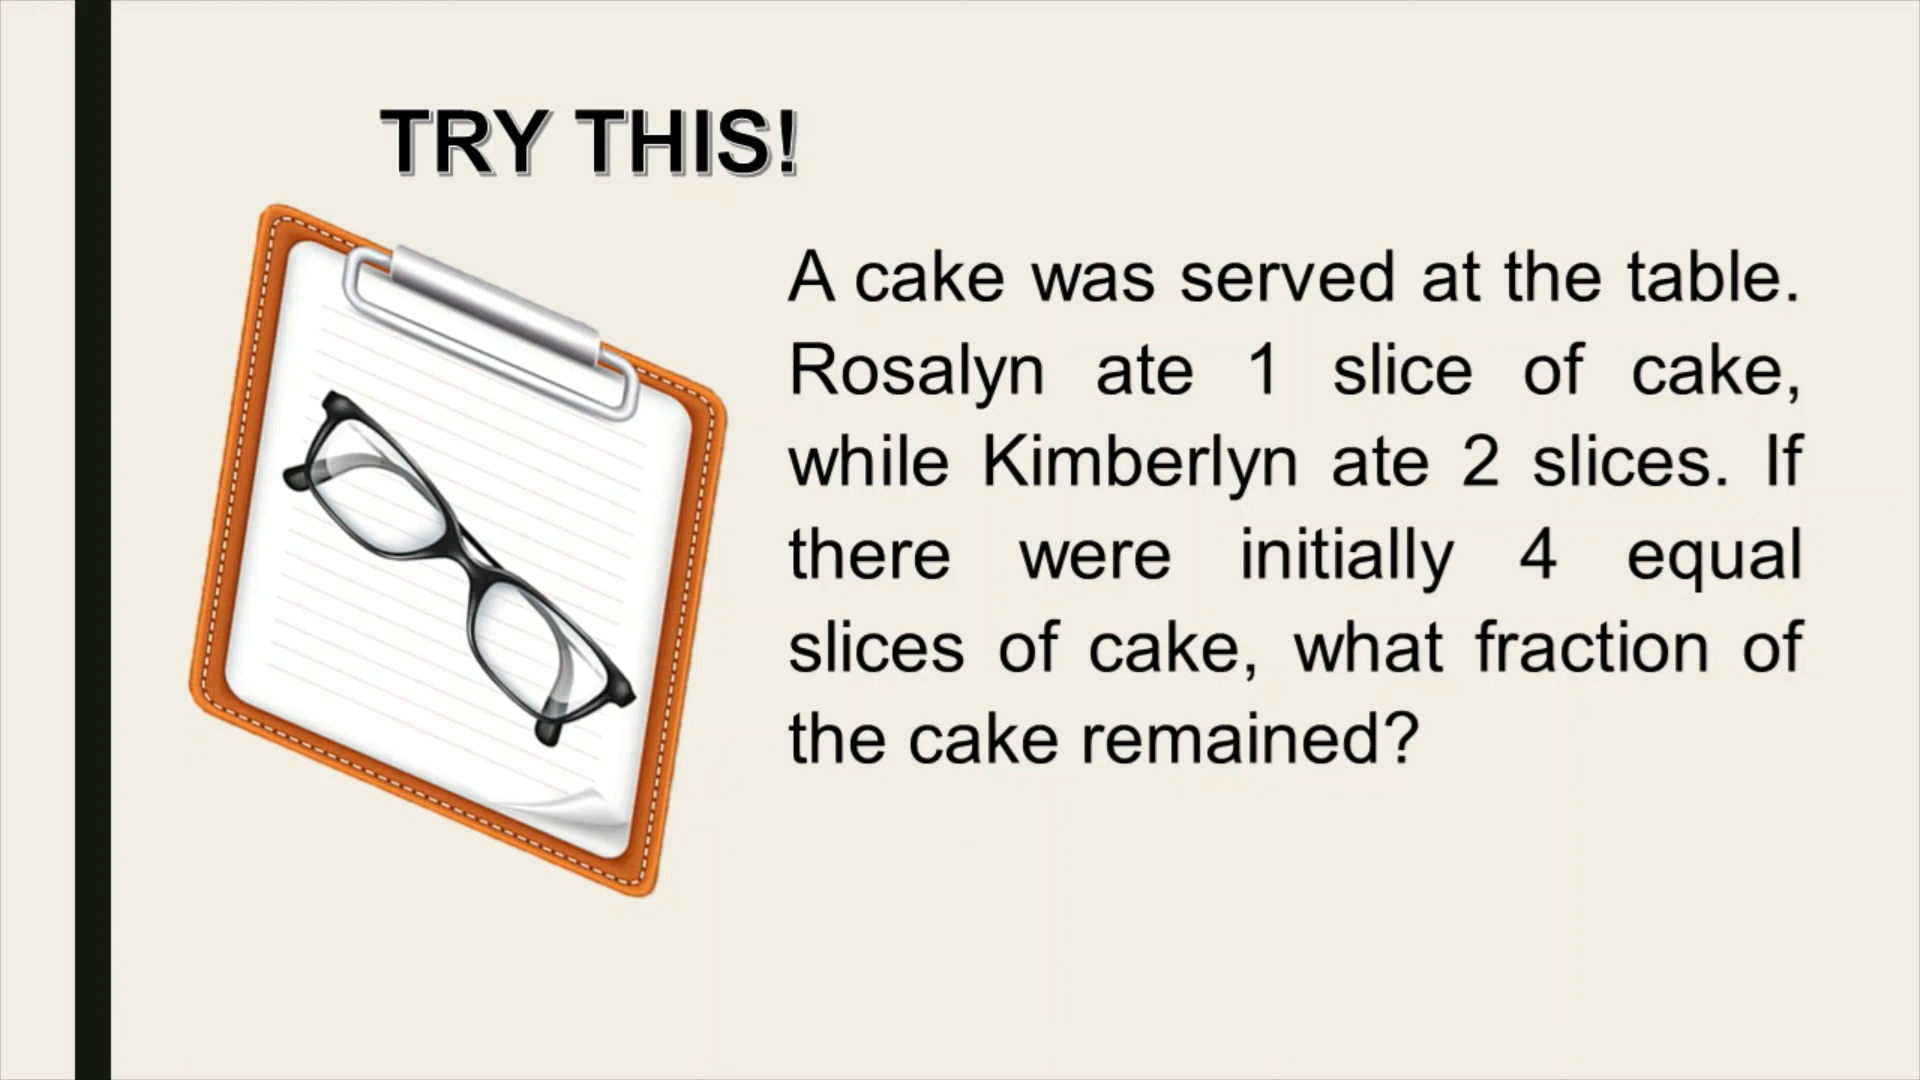 TRY THIS!
A cake was served at the table.
Rosalyn ate 1 slice of cake,
while Kimberlyn ate 2 slices. If
there were initially 4 equal
slices of cake, what fraction of
the cake remained?